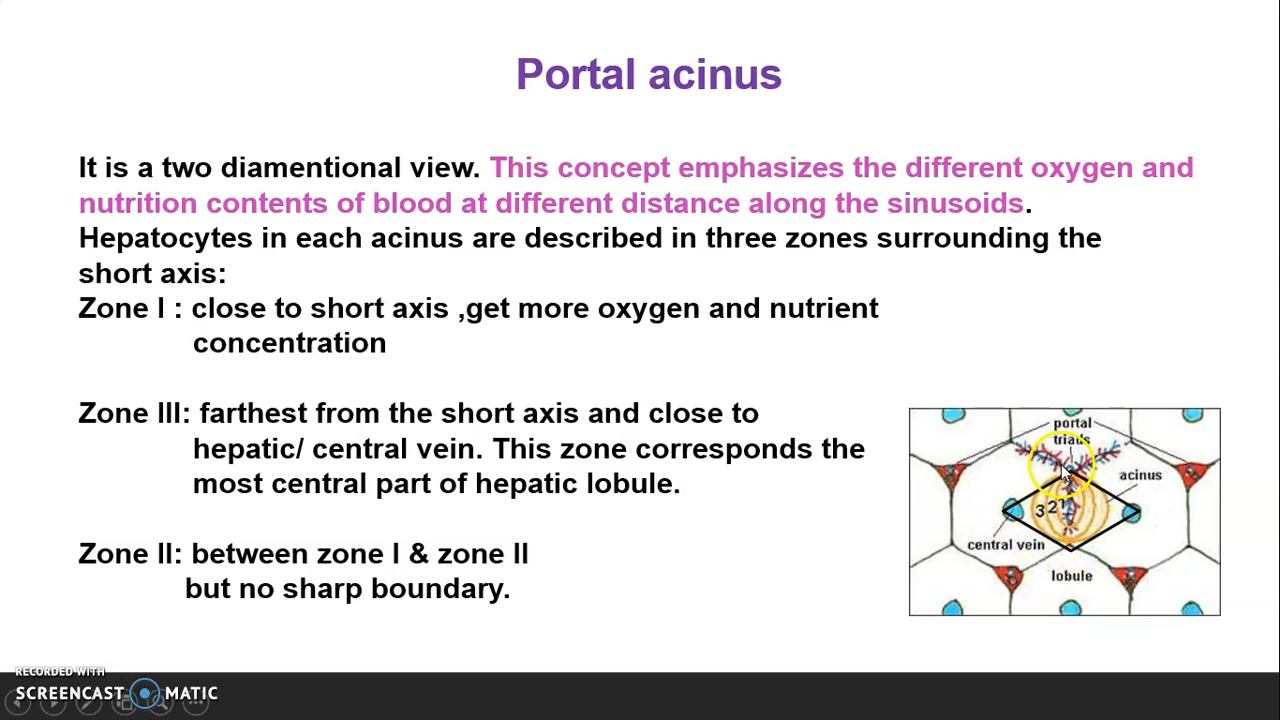 Portal acinus
It is a two diamentional view. This concept emphasizes the different oxygen and
nutrition contents of blood at different distance along the sinusoids.
Hepatocytes in each acinus are described in three zones surrounding the
short axis:
Zone I : close to short axis ,get more oxygen and nutrient
concentration
Zone III: farthest from the short axis and close to
hepatic/ central vein. This zone corresponds the
most central part of hepatic lobule.
Zone II: between zone I & zone II
but no sharp boundary.
portal
triads
acinus
3 2 1
central vein
lobule
RECORDED WITH
SCREENCAST MATIC